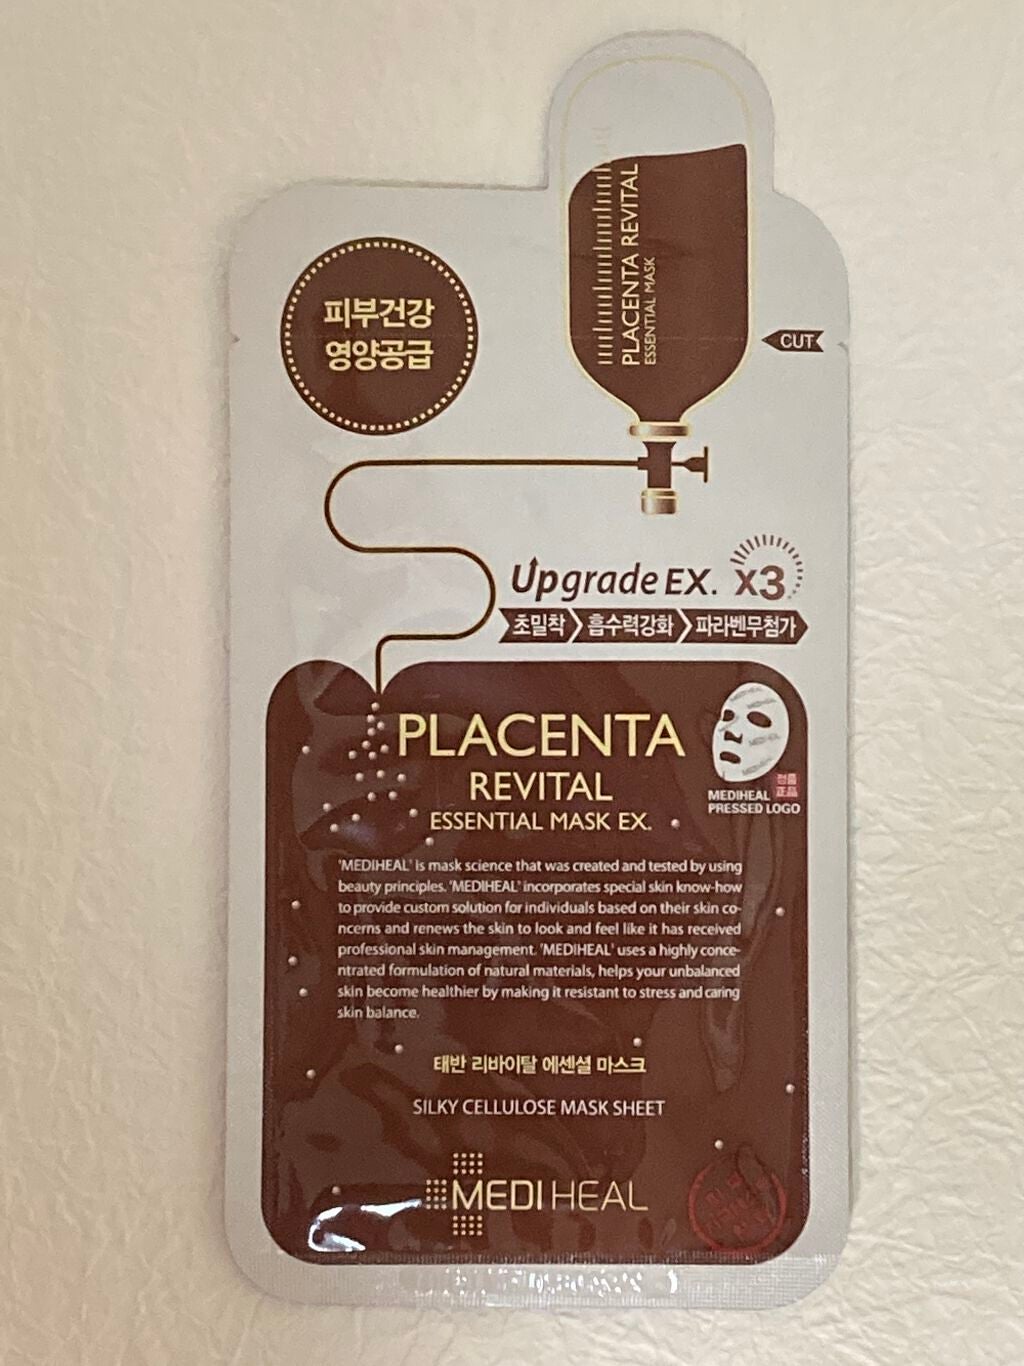 PLACENTA REVITAL
ESSENTIAL MASK
피부건강
영양공급
CUT
Upgrade EX. x3
초밀착 흡수력강화 파라벤무첨가
PLACENTA
REVITAL
ESSENTIAL MASK EX.
정품
正品
MEDIHEAL
PRESSED LOGO
'MEDIHEAL' is mask science that was created and tested by using
beauty principles. 'MEDIHEAL' incorporates special skin know-how
to provide custom solution for individuals based on their skin co-
ncerns and renews the skin to look and feel like it has received
professional skin management. 'MEDIHEAL' uses a highly conce-
ntrated formulation of natural materials, helps your unbalanced
skin become healthier by making it resistant to stress and caring
skin balance.
태반 리바이탈 에센셜 마스크
SILKY CELLULOSE MASK SHEET
MEDIHEAL